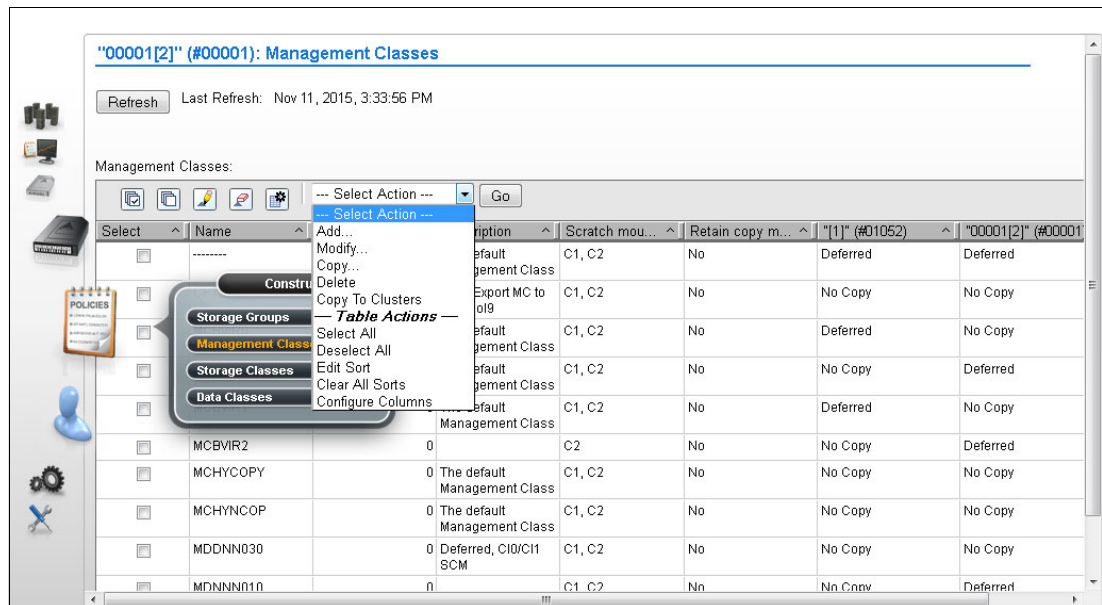 "00001[2]" (#00001): Management Classes
Refresh Last Refresh: Nov 11, 2015, 3:33:56 PM
Management Classes:
--- Select Action --- Go
--- Select Action ---
Add...
Modify...
Copy...
Delete
Copy To Clusters
— Table Actions —
Select All
Deselect All
Edit Sort
Clear All Sorts
Configure Columns
POLICIES
Storage Groups
Management Class
Storage Classes
Data Classes
Select Name ription Scratch mou... Retain copy m... "[1]" (#01052) "00001[2]" (#00001
-------- efault C1, C2 No Deferred Deferred
gement Class
Export MC to C1, C2 No No Copy No Copy
ol9
efault C1, C2 No Deferred No Copy
gement Class
efault C1, C2 No No Copy Deferred
gement Class
0 The default C1, C2 No Deferred No Copy
Management Class
MCBVIR2 0 C2 No No Copy Deferred
MCHYCOPY 0 The default C1, C2 No No Copy No Copy
Management Class
MCHYNCOP 0 The default C1, C2 No No Copy No Copy
Management Class
MDDNN030 0 Deferred, Cl0/Cl1 C1, C2 No No Copy No Copy
SCM
MDNNN010 0 C1, C2 No No Copy Deferred